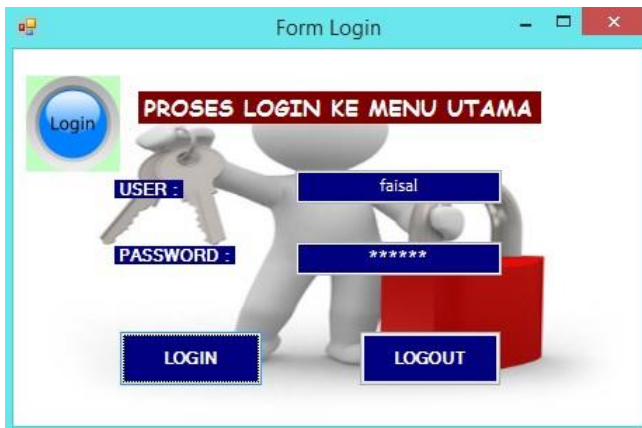 Form Login
Login
PROSES LOGIN KE MENU UTAMA
USER :
faisal
PASSWORD :
******
LOGIN
LOGOUT